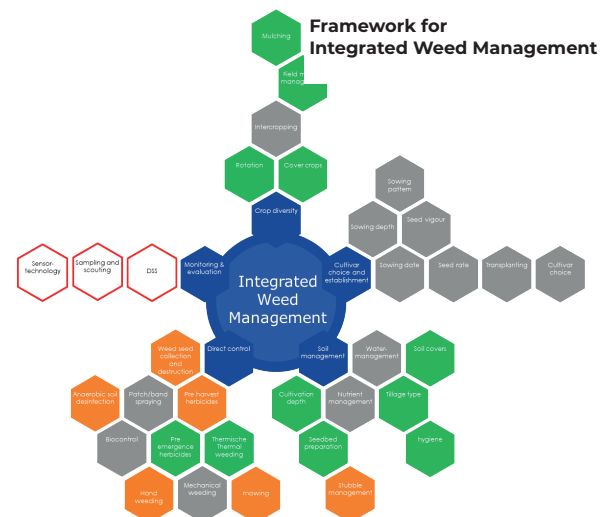 Framework for
Integrated Weed Management
Mulching
Field m
manag
Intercropping
Rotation
Cover crops
Crop diversity
Sowing
pattern
Sowing depth
Seed vigour
Sensor-
technology
Sampling and
scouting
DSS
Monitoring &
evaluation
Integrated
Weed
Management
Cultivar
choice and
establishment
Sowing date
Seed rate
Transplanting
Cultivar
choice
Weed seed
collection
and
destruction
Direct control
Soil
management
Water-
management
Soil covers
Anaerobic soil
desinfection
Patch/band
spraying
Pre harvest
herbicides
Cultivation
depth
Nutrient
management
Tillage type
Biocontrol
Pre
emergence
herbicides
Thermische
Thermal
weeding
Seedbed
preparation
hygiene
Hand
weeding
Mechanical
weeding
mowing
Stubble
management